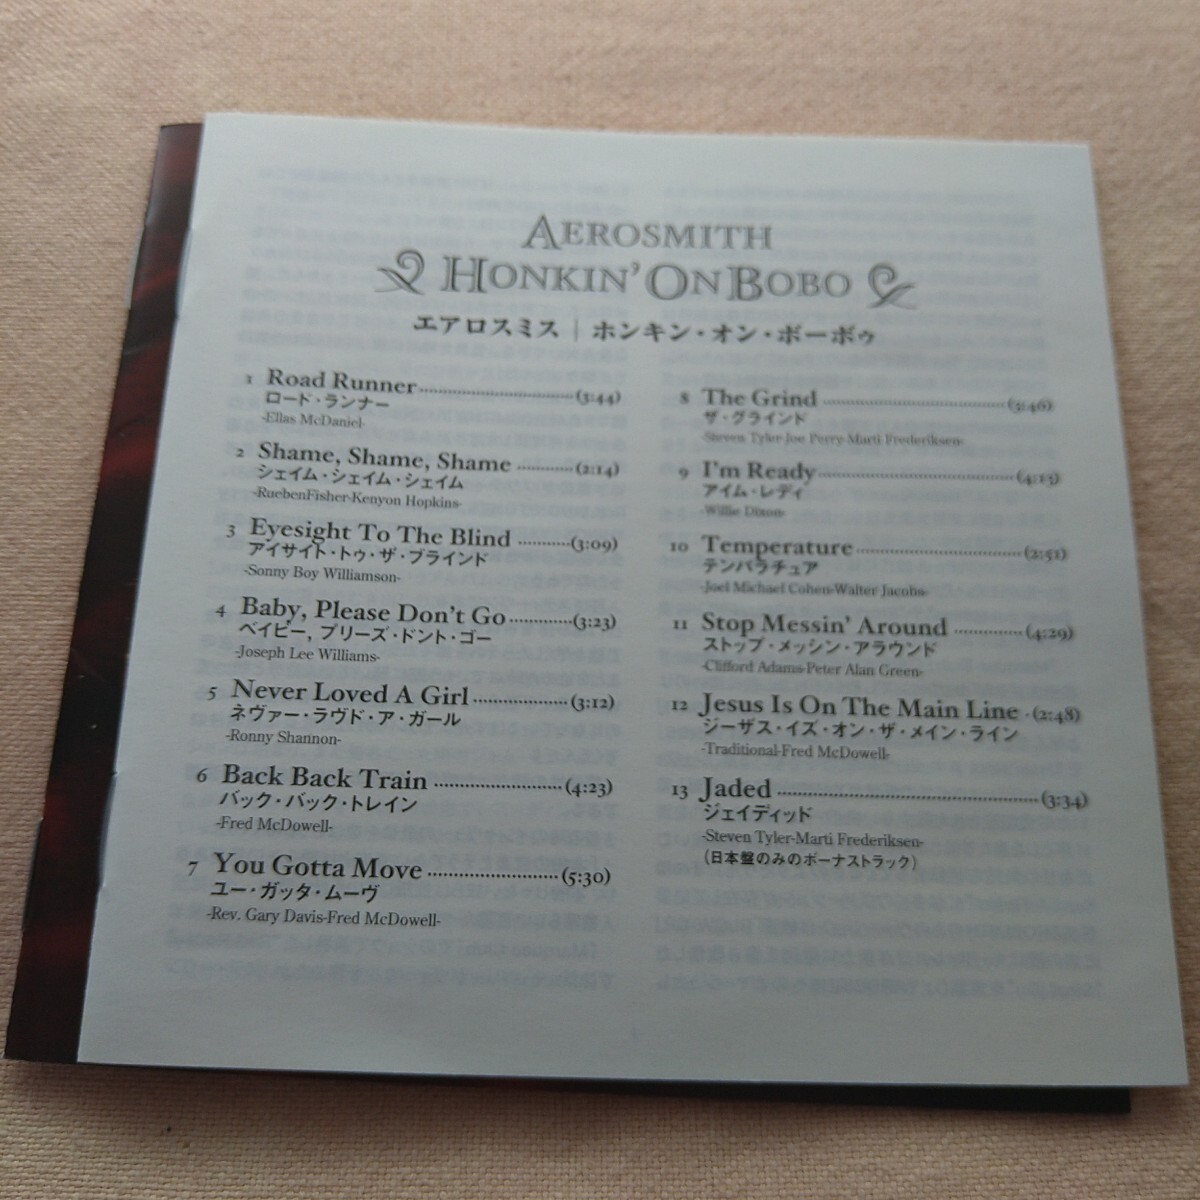 AEROSMITH
HONKIN' ON BOBO
エアロスミス | ホンキン・オン・ボーボゥ
1 Road Runner (3:44)
ロード・ランナー
-Ellas McDaniel-
2 Shame, Shame, Shame (2:14)
シェイム・シェイム・シェイム
-RuebenFisher-Kenyon Hopkins-
3 Eyesight To The Blind (3:09)
アイサイト・トゥ・ザ・ブラインド
-Sonny Boy Williamson-
4 Baby, Please Don't Go (3:23)
ベイビー, プリーズ・ドント・ゴー
-Joseph Lee Williams-
5 Never Loved A Girl (3:12)
ネヴァー・ラヴド・ア・ガール
-Ronny Shannon-
6 Back Back Train (4:23)
バック・バック・トレイン
-Fred McDowell-
7 You Gotta Move (5:30)
ユー・ガッタ・ムーヴ
-Rev. Gary Davis-Fred McDowell-
8 The Grind (3:46)
ザ・グラインド
-Steven Tyler-Joe Perry-Marti Frederiksen-
9 I'm Ready (4:13)
アイム・レディ
-Willie Dixon-
10 Temperature (2:51)
テンパラチュア
-Joel Michael Cohen-Walter Jacobs-
11 Stop Messin' Around (4:29)
ストップ・メッシン・アラウンド
-Clifford Adams-Peter Alan Green-
12 Jesus Is On The Main Line (2:48)
ジーザス・イズ・オン・ザ・メイン・ライン
-Traditional-Fred McDowell-
13 Jaded (3:34)
ジェイディッド
-Steven Tyler-Marti Frederiksen-
(日本盤のみのボーナストラック)